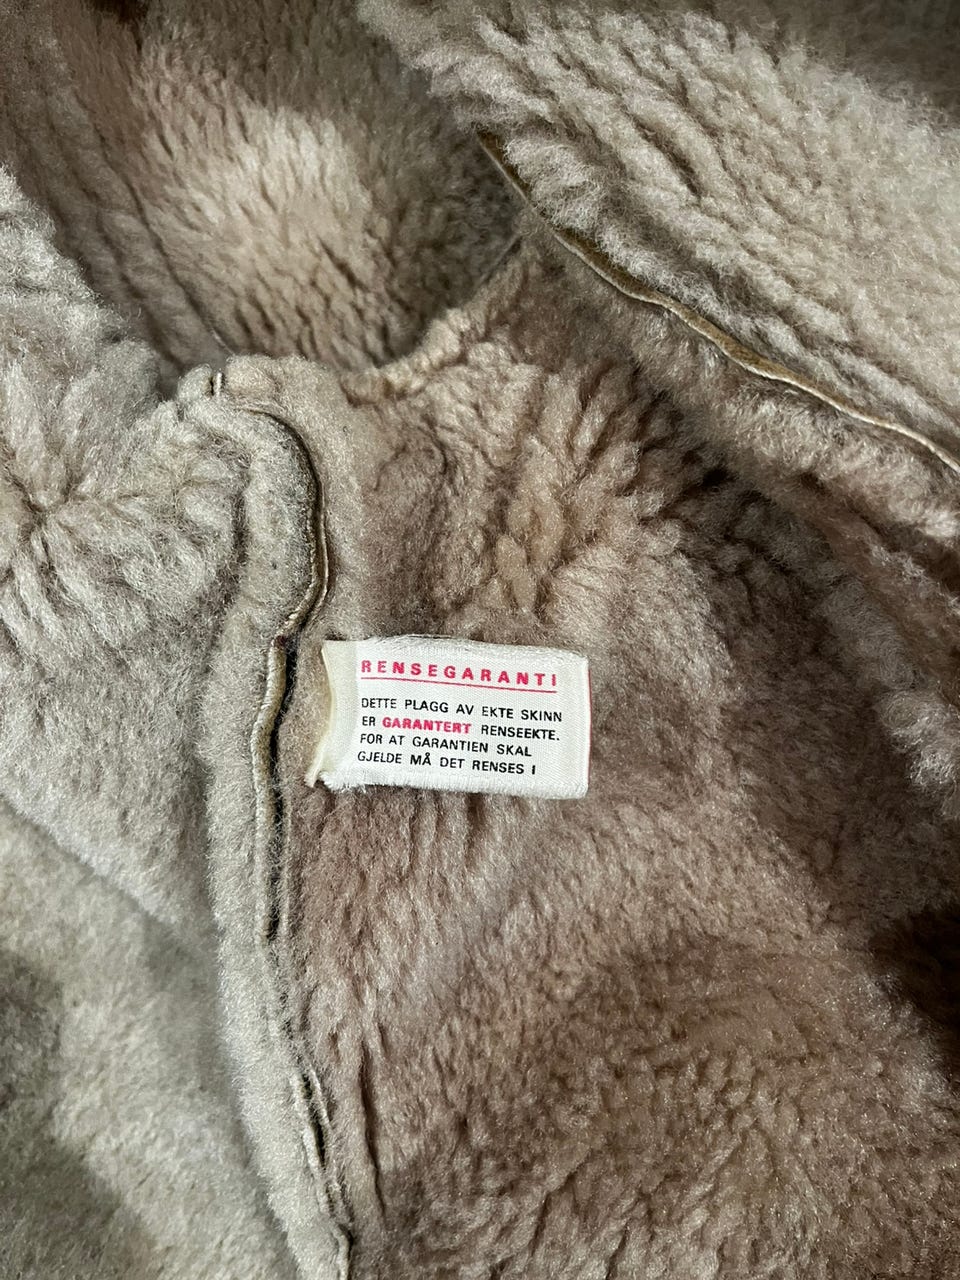 RENSEGARANTI
DETTE PLAGG AV EKTE SKINN
ER GARANTERT RENSEEKTE.
FOR AT GARANTIEN SKAL
GJELDE MÅ DET RENSES I